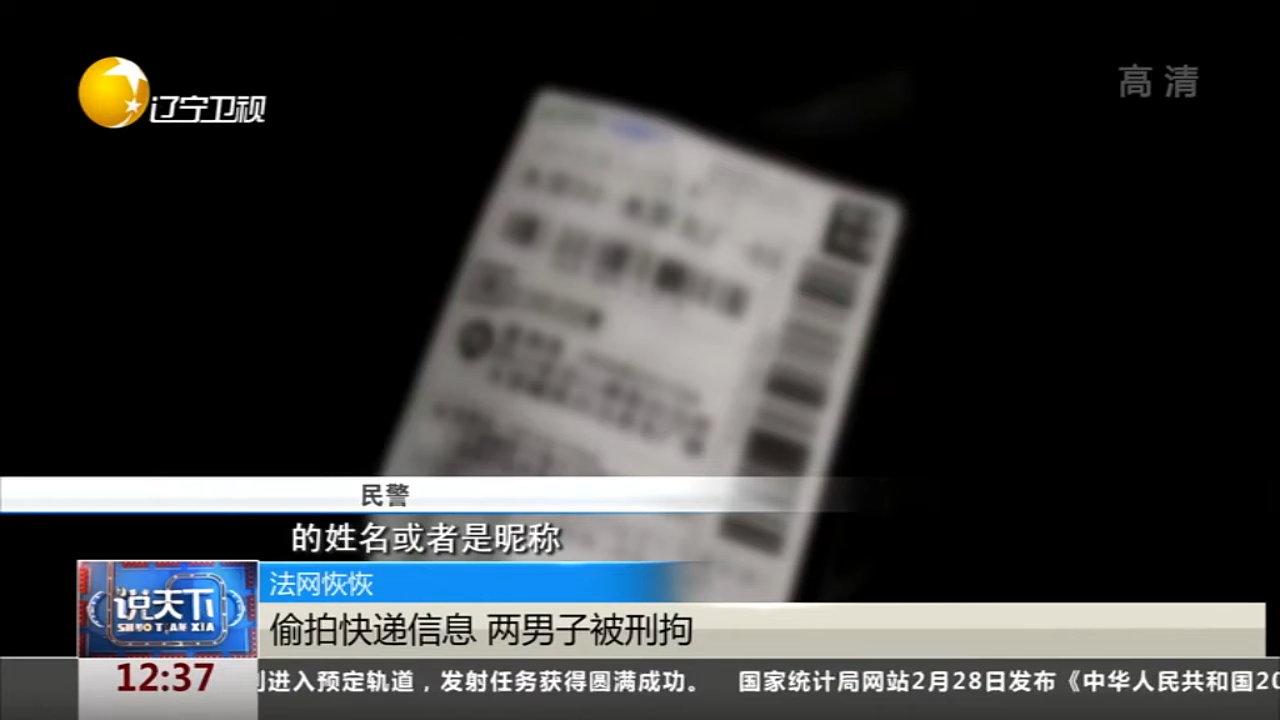 辽宁卫视
高清
民警
的姓名或者是昵称
法网恢恢
说天下
SHUO TIAN XIA
偷拍快递信息 两男子被刑拘
12:37
进入预定轨道，发射任务获得圆满成功。 国家统计局网站2月28日发布《中华人民共和国20